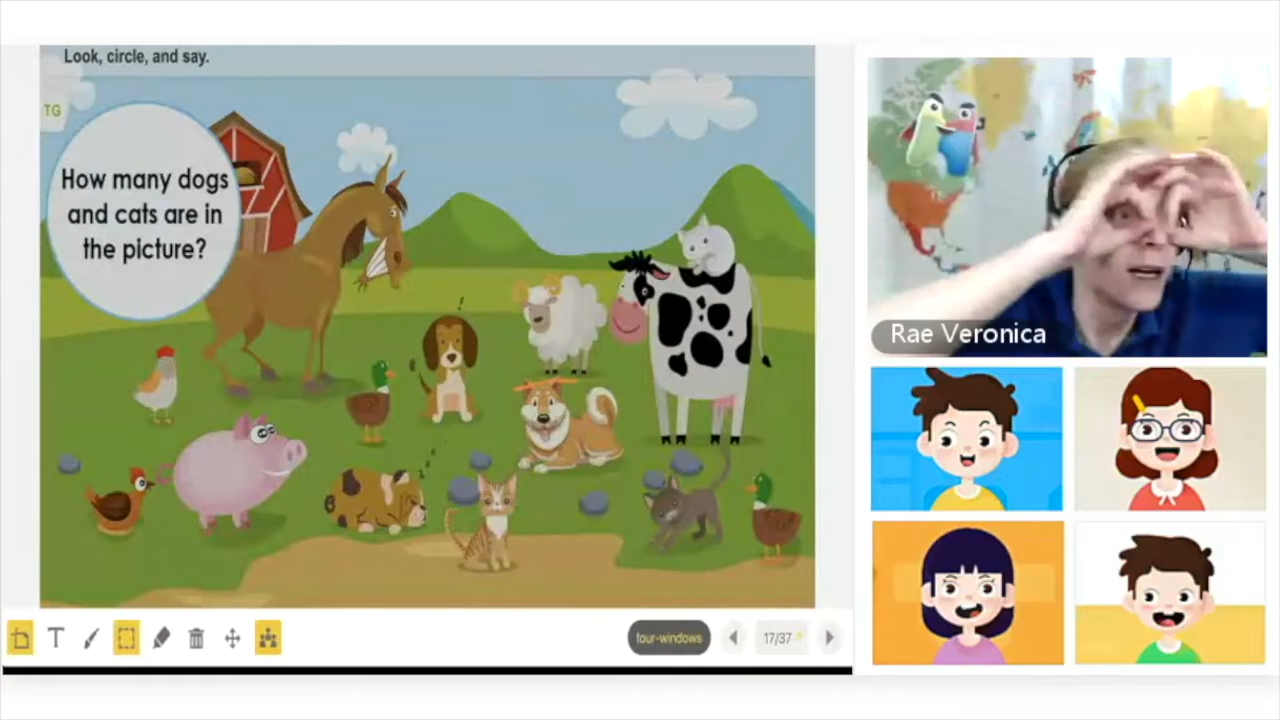 Look, circle, and say.
TG
How many dogs
and cats are in
the picture?
Rae Veronica
T
four-windows
17/37